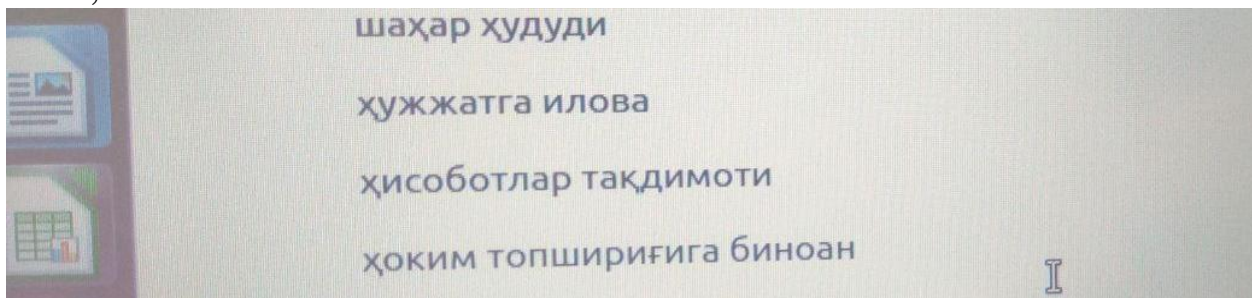 шаҳар ҳудуди
ҳужжатга илова
ҳисоботлар тақдимоти
ҳоким топшириғига биноан